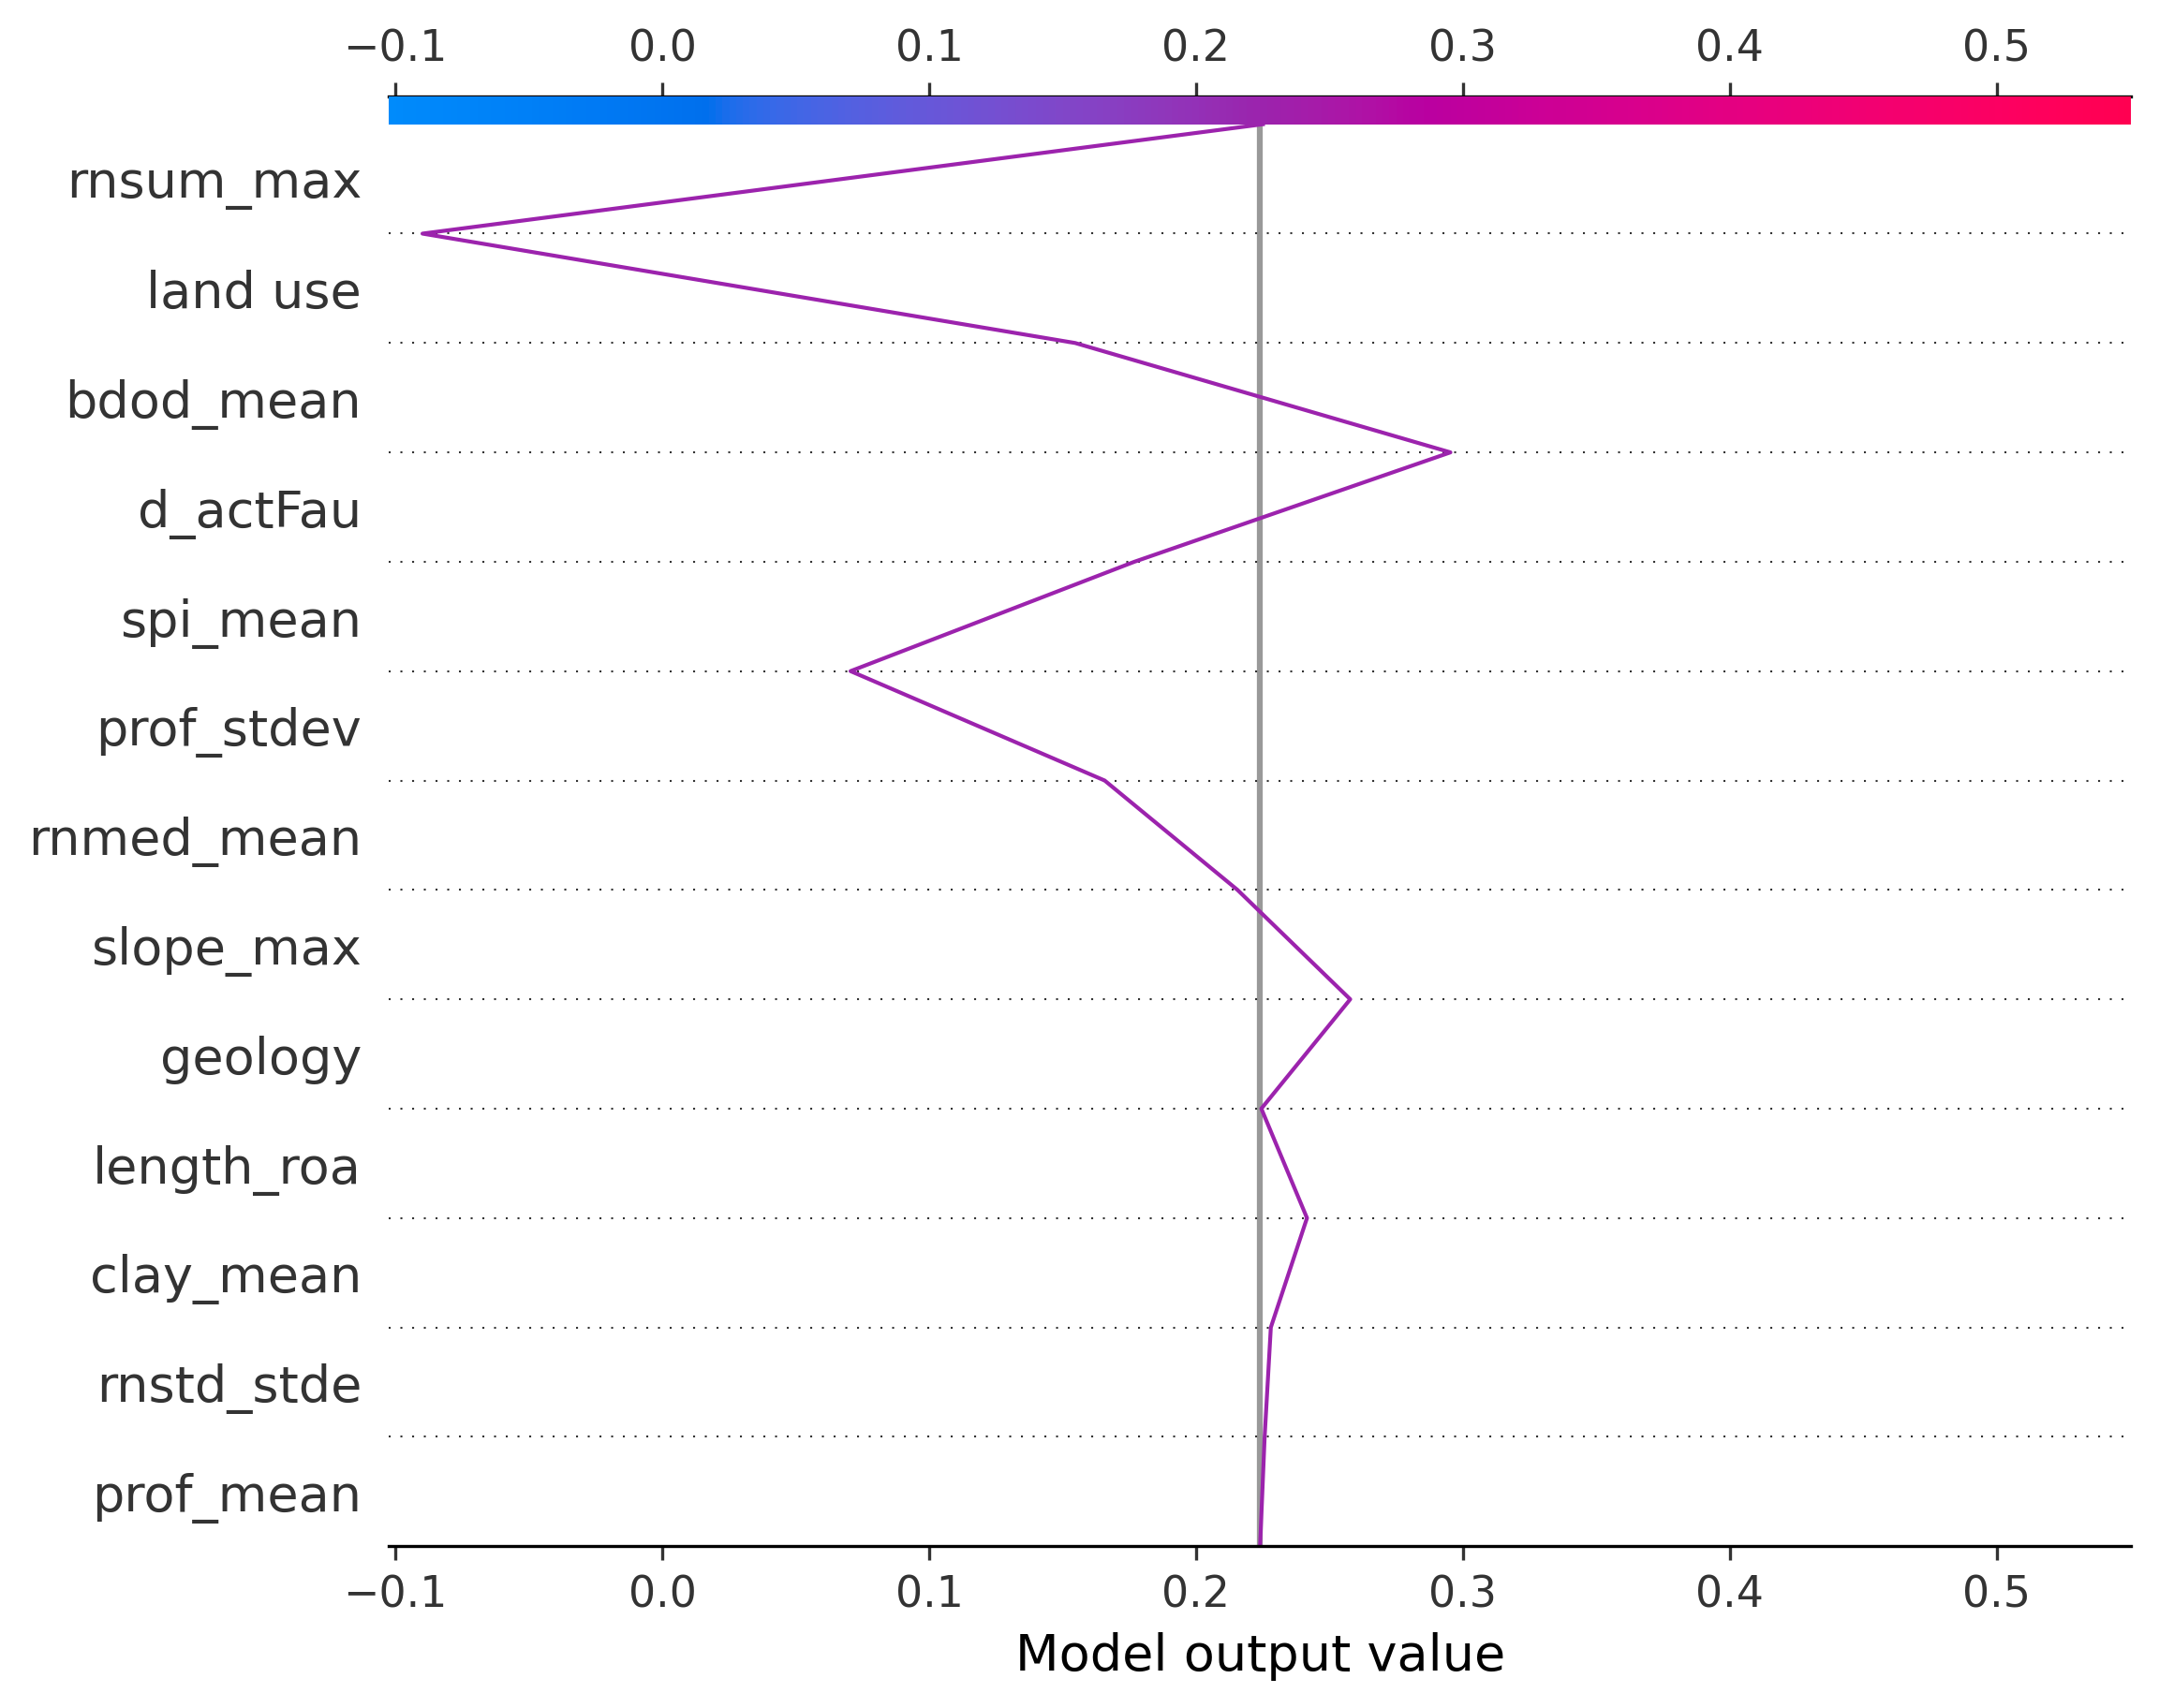 −0.1 0.0 0.1 0.2 0.3 0.4 0.5
rnsum_max
land use
bdod_mean
d_actFau
spi_mean
prof_stdev
rnmed_mean
slope_max
geology
length_roa
clay_mean
rnstd_stde
prof_mean
−0.1 0.0 0.1 0.2 0.3 0.4 0.5
Model output value